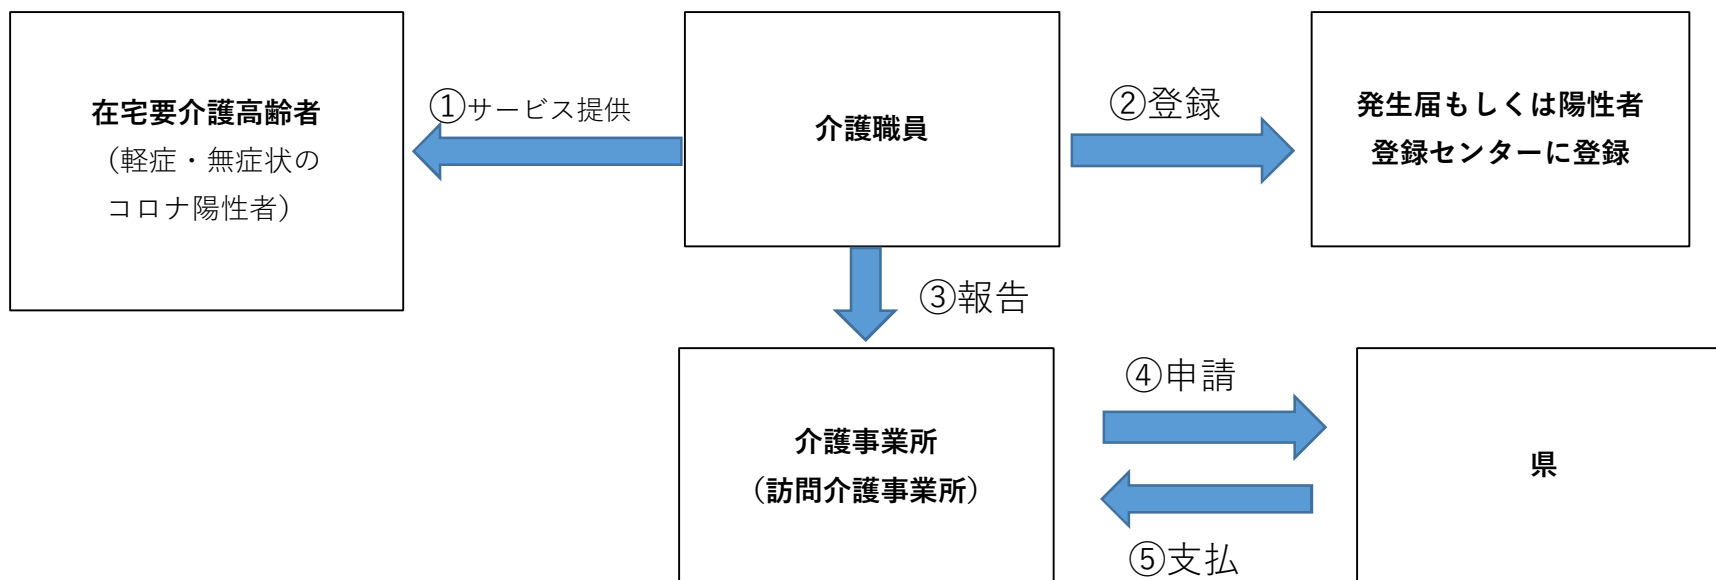 在宅要介護高齢者
（軽症・無症状の
コロナ陽性者）
①サービス提供
介護職員
②登録
発生届もしくは陽性者
登録センターに登録
③報告
介護事業所
（訪問介護事業所）
④申請
⑤支払
県